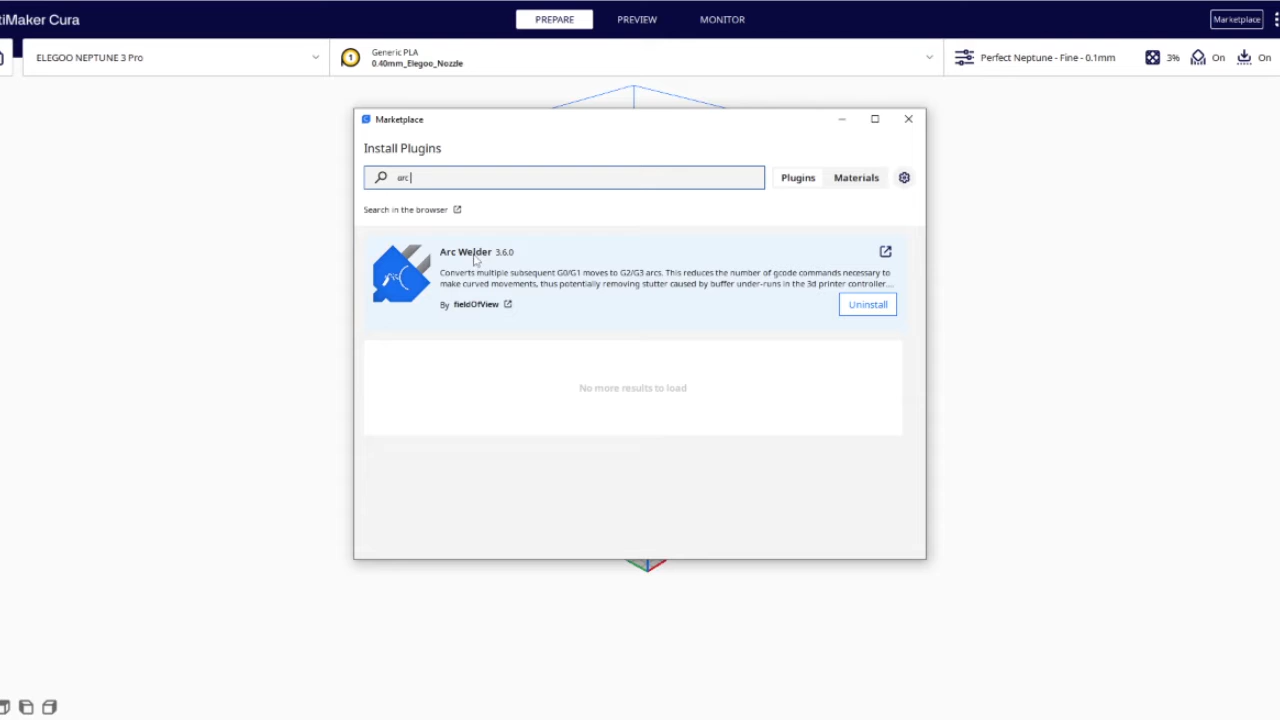 tiMaker Cura
PREPARE
PREVIEW
MONITOR
Marketplace
ELEGOO NEPTUNE 3 Pro
1
Generic PLA
0.40mm_Elegoo_Nozzle
Perfect Neptune - Fine - 0.1mm
3%
On
On
Marketplace
Install Plugins
arc
Plugins
Materials
Search in the browser
Arc Welder 3.6.0
Converts multiple subsequent G0/G1 moves to G2/G3 arcs. This reduces the number of gcode commands necessary to
make curved movements, thus potentially removing stutter caused by buffer under-runs in the 3d printer controller...
By fieldOfView
Uninstall
No more results to load